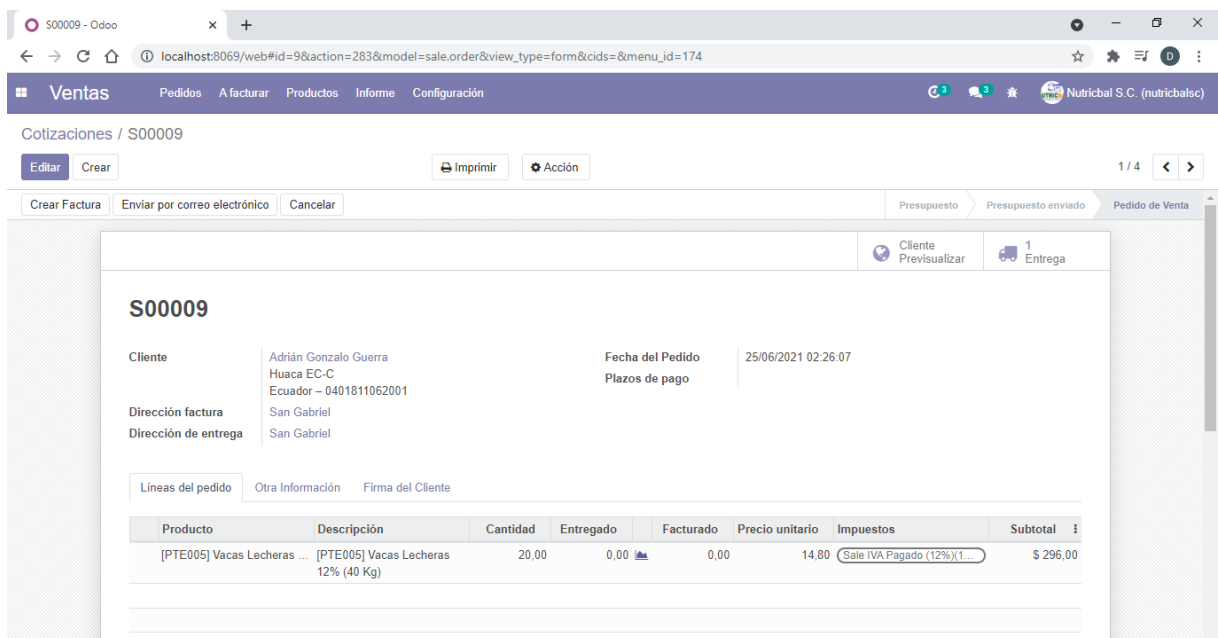 S00009 - Odoo
localhost:8069/web#id=9&action=283&model=sale.order&view_type=form&cids=&menu_id=174
D
Ventas Pedidos A facturar Productos Informe Configuración 3 3 Nutricbal S.C. (nutricbalsc)
Cotizaciones / S00009
Editar Crear Imprimir Acción 1 / 4
Crear Factura Enviar por correo electrónico Cancelar Presupuesto Presupuesto enviado Pedido de Venta
Cliente
Previsualizar
1
Entrega
S00009
Cliente Adrián Gonzalo Guerra Fecha del Pedido 25/06/2021 02:26:07
Huaca EC-C Plazos de pago
Ecuador – 0401811062001
Dirección factura San Gabriel
Dirección de entrega San Gabriel
Líneas del pedido Otra Información Firma del Cliente
Producto Descripción Cantidad Entregado Facturado Precio unitario Impuestos Subtotal
[PTE005] Vacas Lecheras ... [PTE005] Vacas Lecheras 20,00 0,00 0,00 14,80 Sale IVA Pagado (12%)(1... $ 296,00
12% (40 Kg)